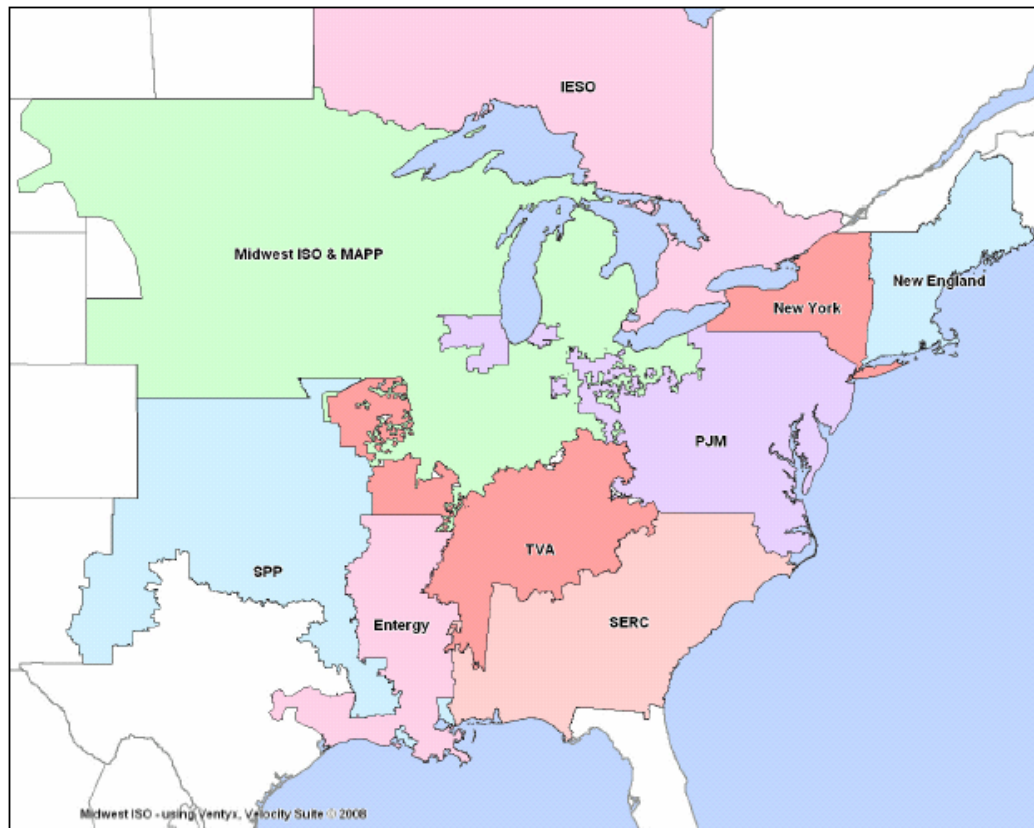 IESO
Midwest ISO & MAPP
New England
New York
PJM
TVA
SPP
SERC
Entergy
Midwest ISO - using Ventyx, Velocity Suite © 2008